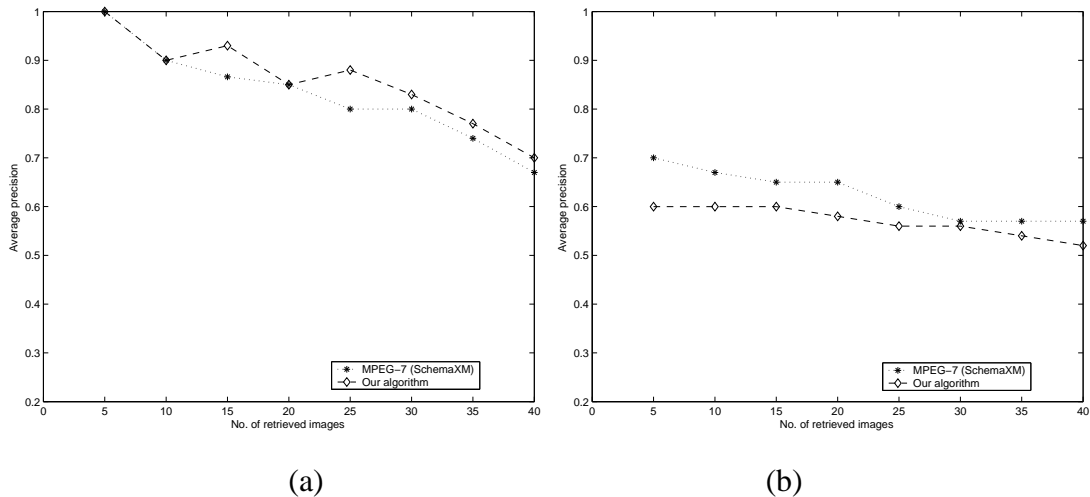 1
0.9
0.8
0.7
0.6
0.5
0.4
0.3
0.2
0 5 10 15 20 25 30 35 40
Average precision
No. of retrieved images
MPEG−7 (SchemaXM)
Our algorithm
(a)
1
0.9
0.8
0.7
0.6
0.5
0.4
0.3
0.2
0 5 10 15 20 25 30 35 40
Average precision
No. of retrieved images
MPEG−7 (SchemaXM)
Our algorithm
(b)